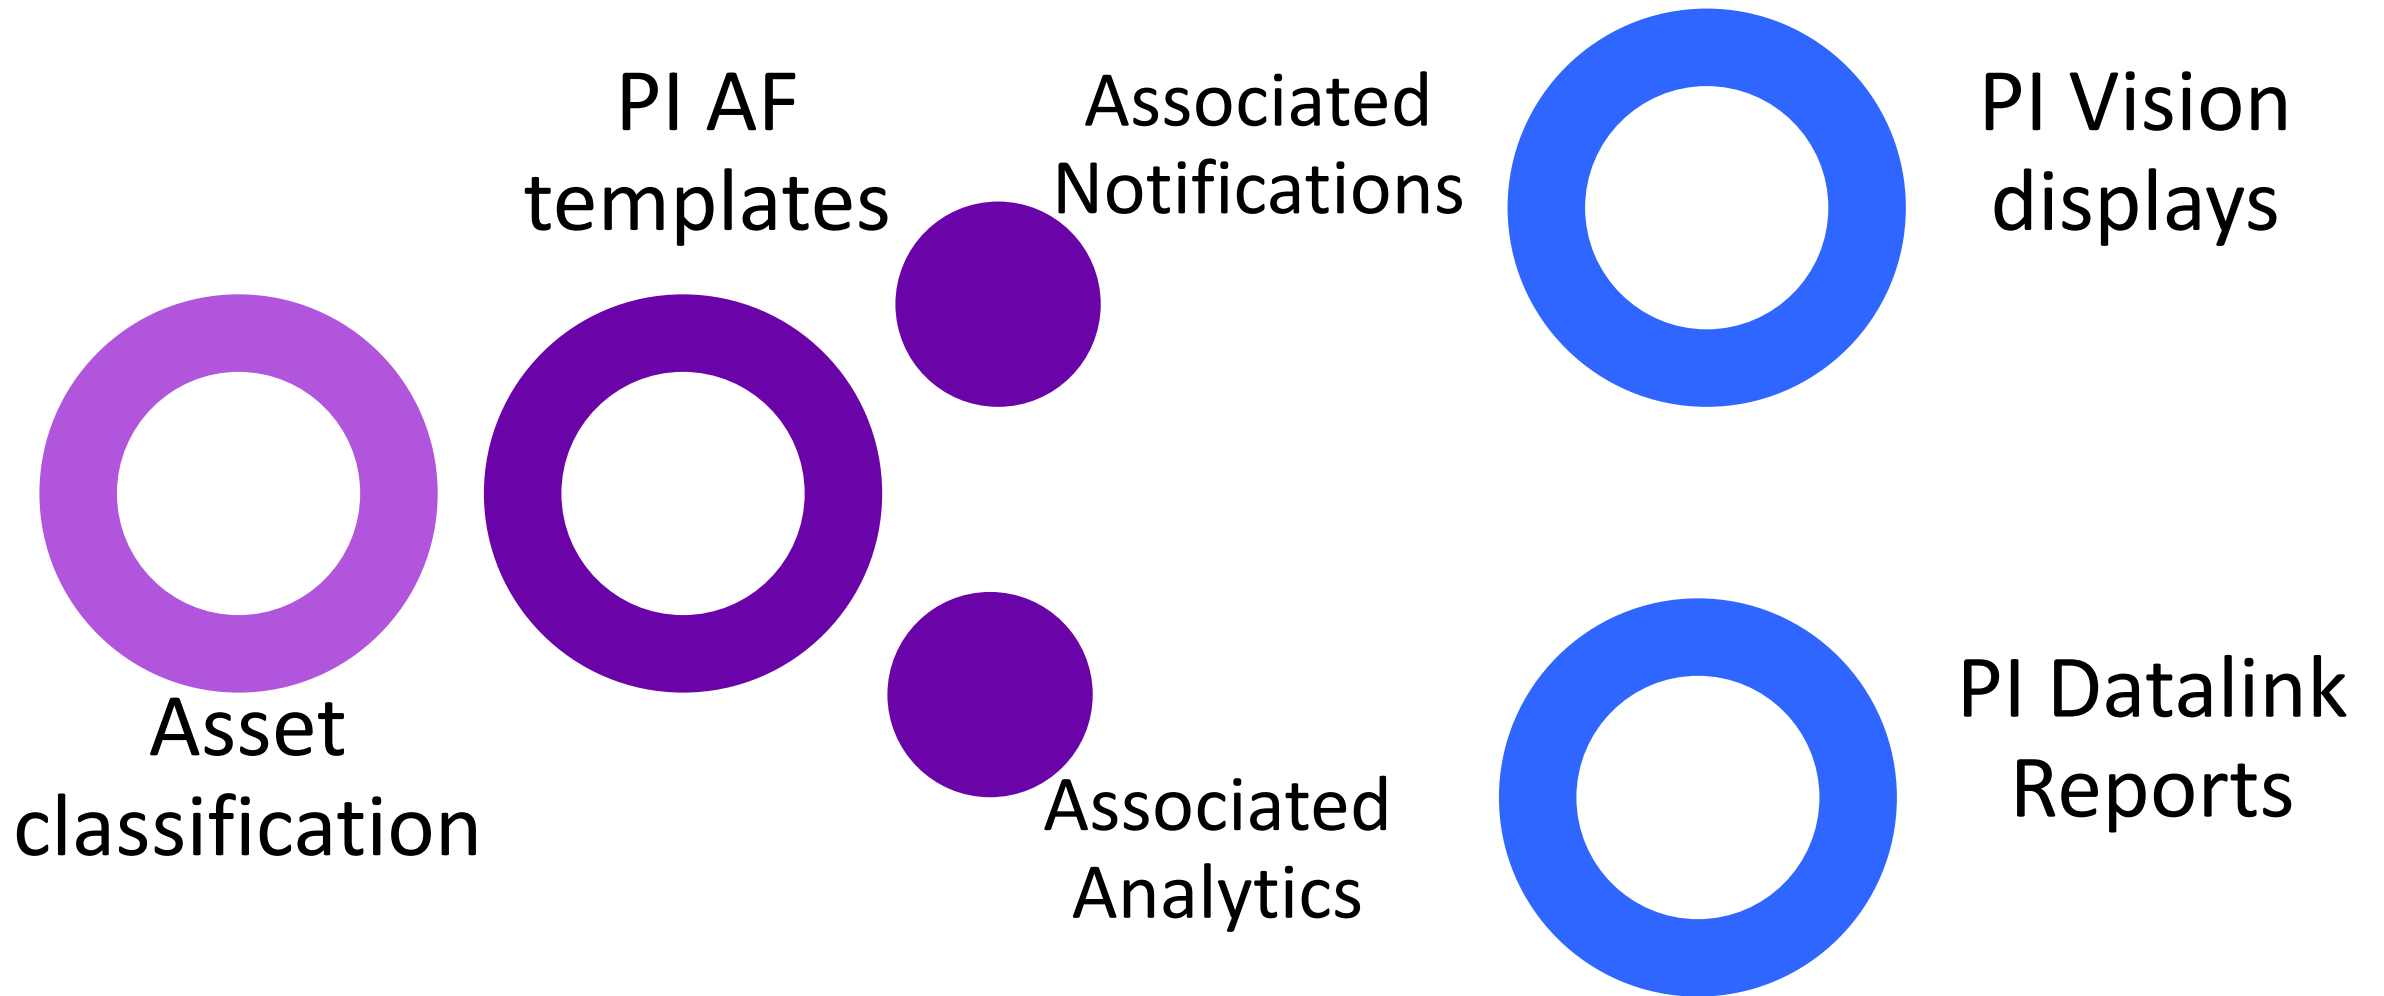 PI AF
templates
Associated
Notifications
PI Vision
displays
Asset
classification
Associated
Analytics
PI Datalink
Reports